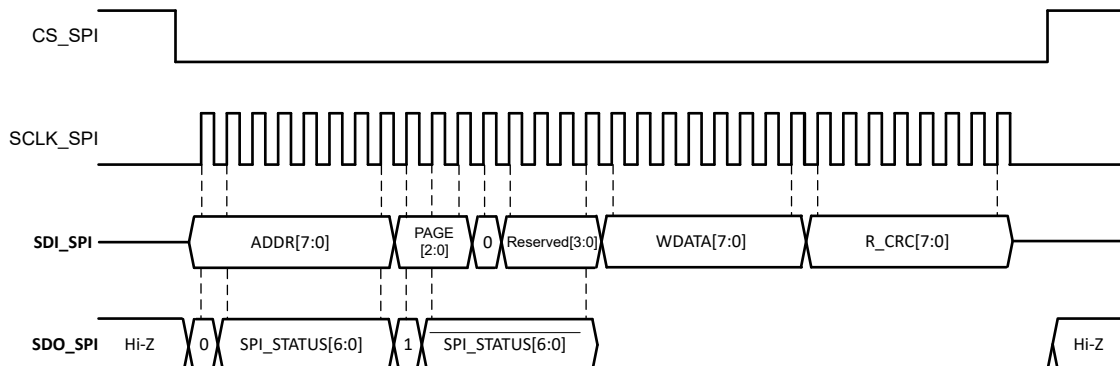 CS_SPI
SCLK_SPI
SDI_SPI
ADDR[7:0]
PAGE
[2:0]
0
Reserved[3:0]
WDATA[7:0]
R_CRC[7:0]
SDO_SPI
Hi-Z
0
SPI_STATUS[6:0]
1
SPI_STATUS[6:0]
Hi-Z